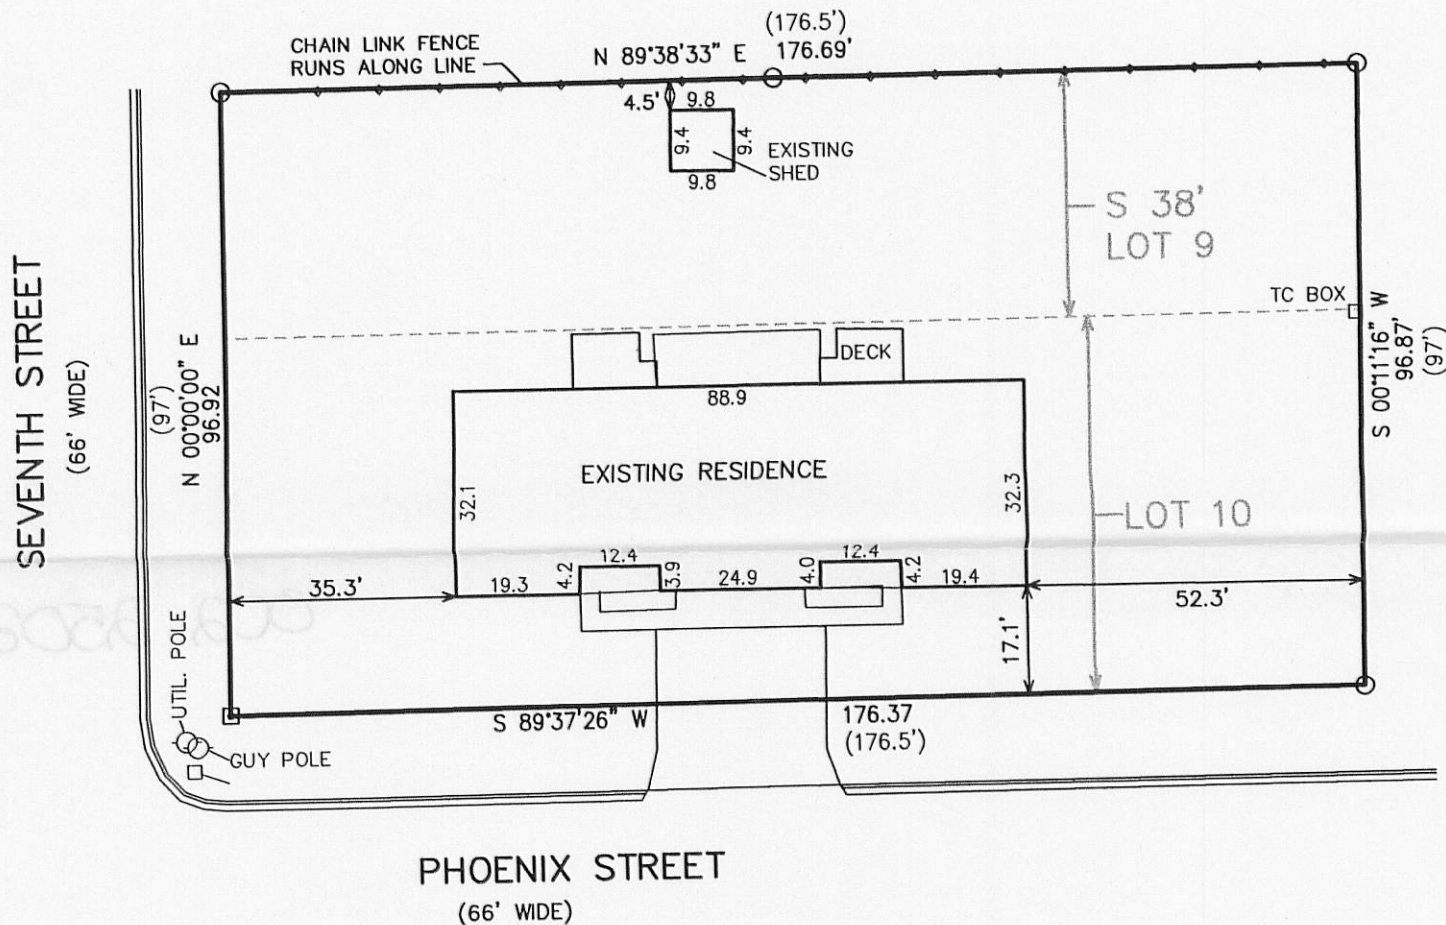 (176.5')
CHAIN LINK FENCE
RUNS ALONG LINE
N 89°38'33" E
176.69'
4.5'
9.8
9.4
9.4
9.8
EXISTING
SHED
S 38'
LOT 9
TC BOX
S 00°11'16" W
96.87'
(97')
SEVENTH STREET
(66' WIDE)
(97')
N 00°00'00" E
96.92
DECK
88.9
EXISTING RESIDENCE
32.1
32.3
LOT 10
12.4
12.4
4.2
3.9
4.0
4.2
35.3'
19.3
24.9
19.4
52.3'
17.1'
UTIL. POLE
GUY POLE
S 89°37'26" W
176.37
(176.5')
PHOENIX STREET
(66' WIDE)